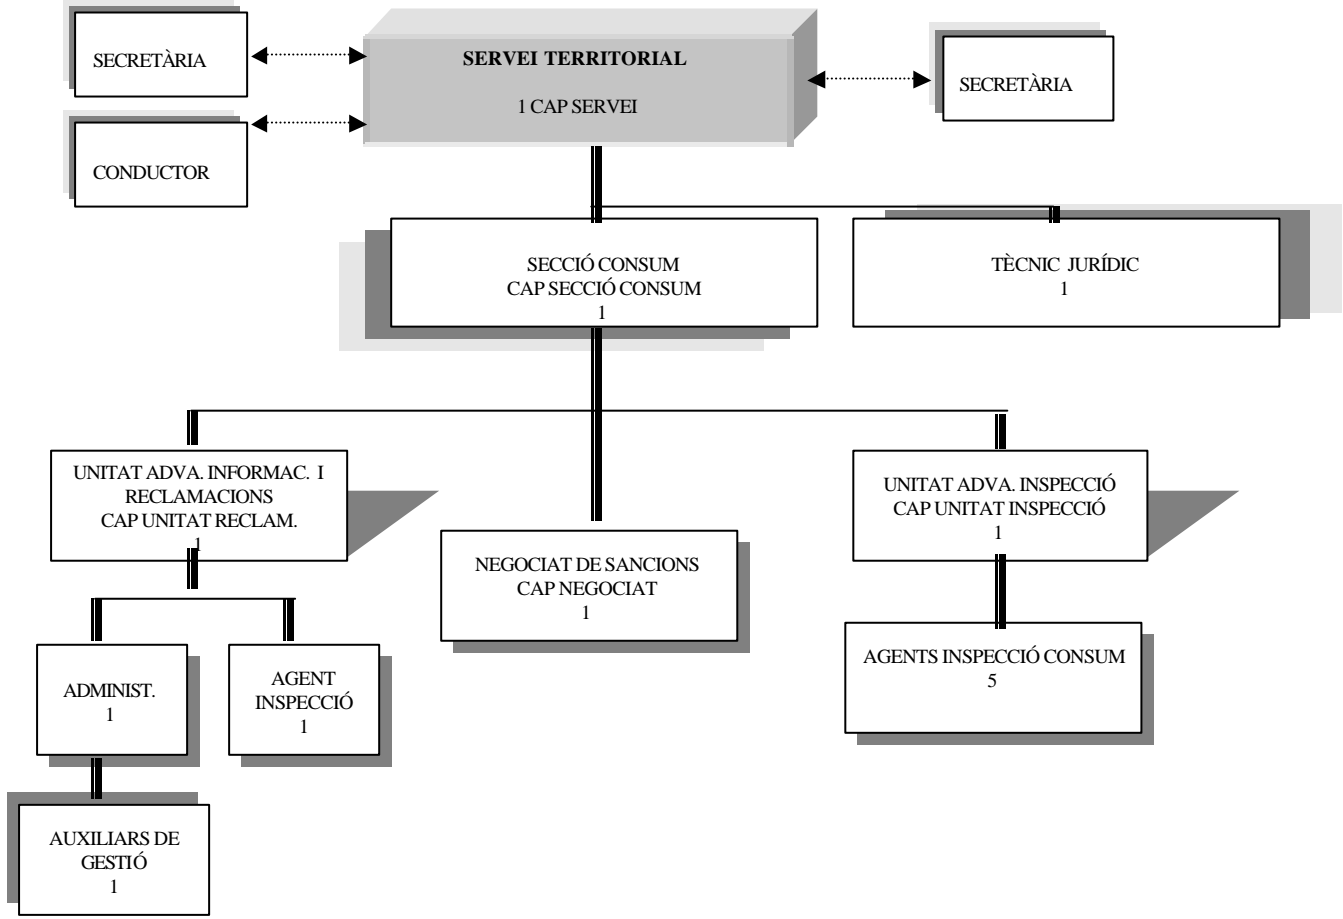 SECRETÀRIA
SERVEI TERRITORIAL
1 CAP SERVEI
SECRETÀRIA
CONDUCTOR
SECCIÓ CONSUM
CAP SECCIÓ CONSUM
1
TÈCNIC JURÍDIC
1
UNITAT ADVA. INFORMAC. I
RECLAMACIONS
CAP UNITAT RECLAM.
1
UNITAT ADVA. INSPECCIÓ
CAP UNITAT INSPECCIÓ
1
NEGOCIAT DE SANCIONS
CAP NEGOCIAT
1
ADMINIST.
1
AGENT
INSPECCIÓ
1
AGENTS INSPECCIÓ CONSUM
5
AUXILIARS DE
GESTIÓ
1